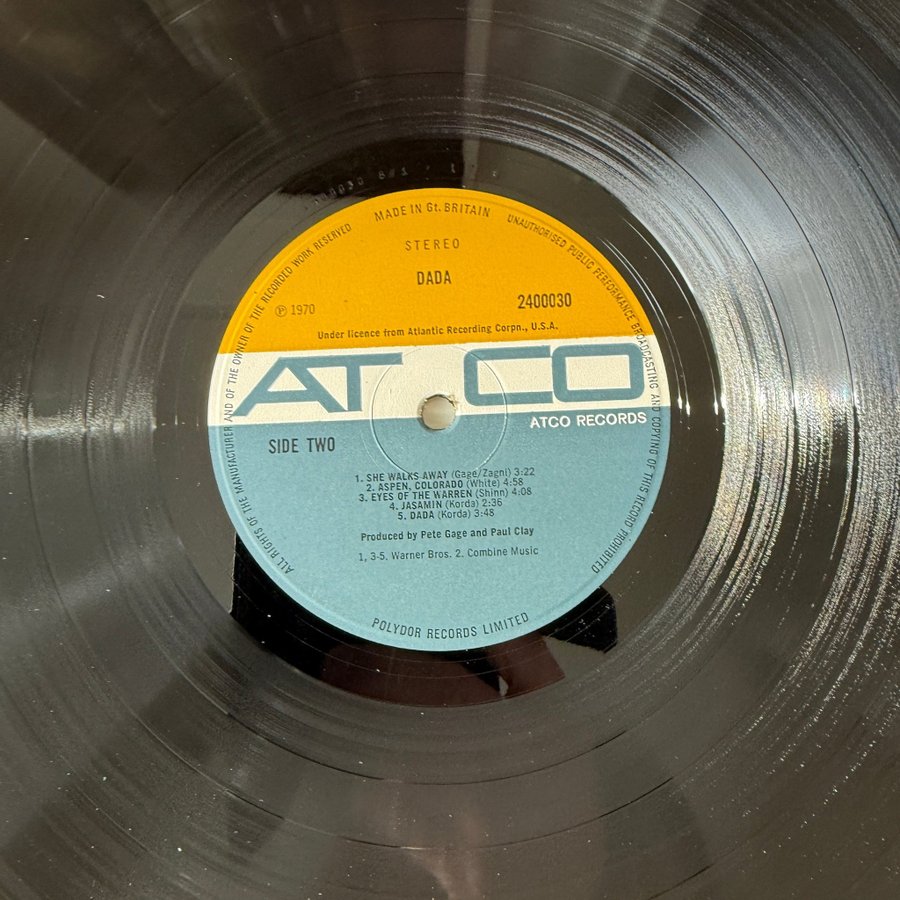 MADE IN Gt. BRITAIN
UNAUTHORISED PUBLIC PERFORMANCE BROADCASTING AND COPYING OF THIS RECORD PROHIBITED
ALL RIGHTS OF THE MANUFACTURER AND OF THE OWNER OF THE RECORDED WORK RESERVED
STEREO
DADA
℗ 1970
2400030
Under licence from Atlantic Recording Corpn., U.S.A.
ATCO
ATCO RECORDS
SIDE TWO
1. SHE WALKS AWAY (Gage/Zagni) 3:22
2. ASPEN, COLORADO (White) 4:58
3. EYES OF THE WARREN (Shinn) 4:08
4. JASAMIN (Korda) 2:36
5. DADA (Korda) 3:48
Produced by Pete Gage and Paul Clay
1, 3-5. Warner Bros. 2. Combine Music
POLYDOR RECORDS LIMITED